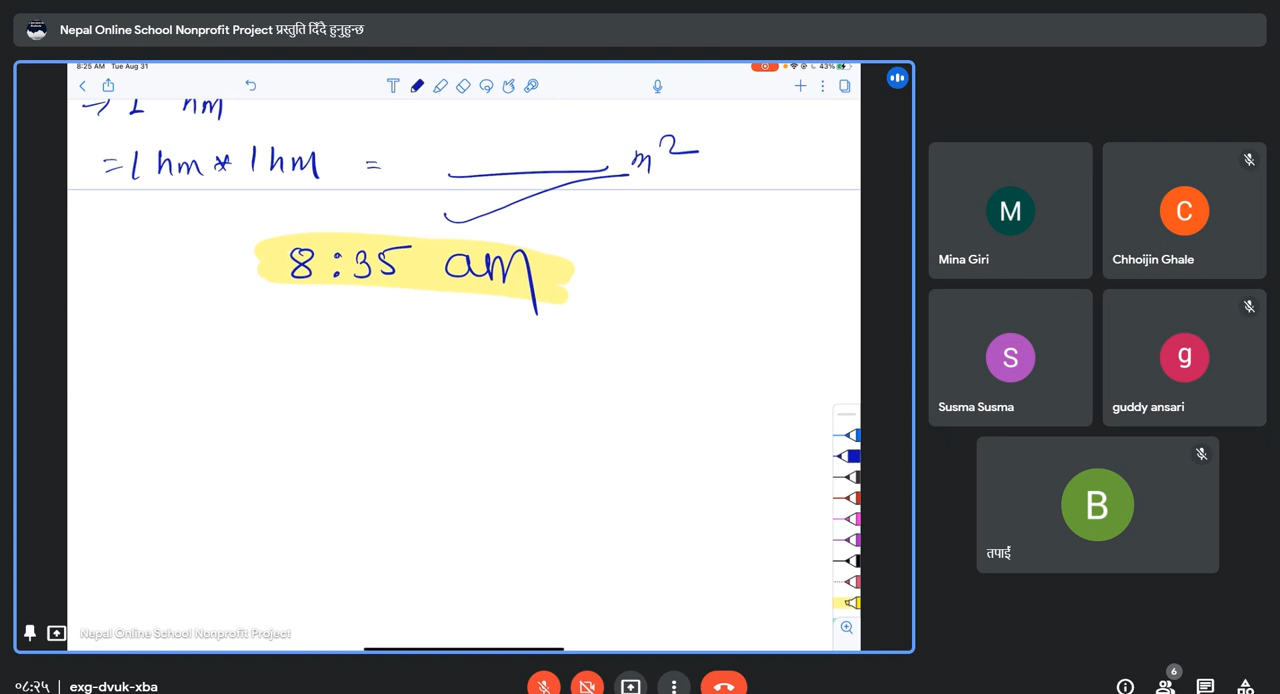 Nepal Online School Nonprofit Project प्रस्तुति दिँदै हुनुहुन्छ
8:25 AM Tue Aug 31
43%
→ 1 hm
= 1 hm * 1 hm = m²
8:35 am
Nepal Online School Nonprofit Project
M
Mina Giri
C
Chhoijin Ghale
S
Susma Susma
g
guddy ansari
B
तपाईं
०८:२५ | exg-dvuk-xba
6